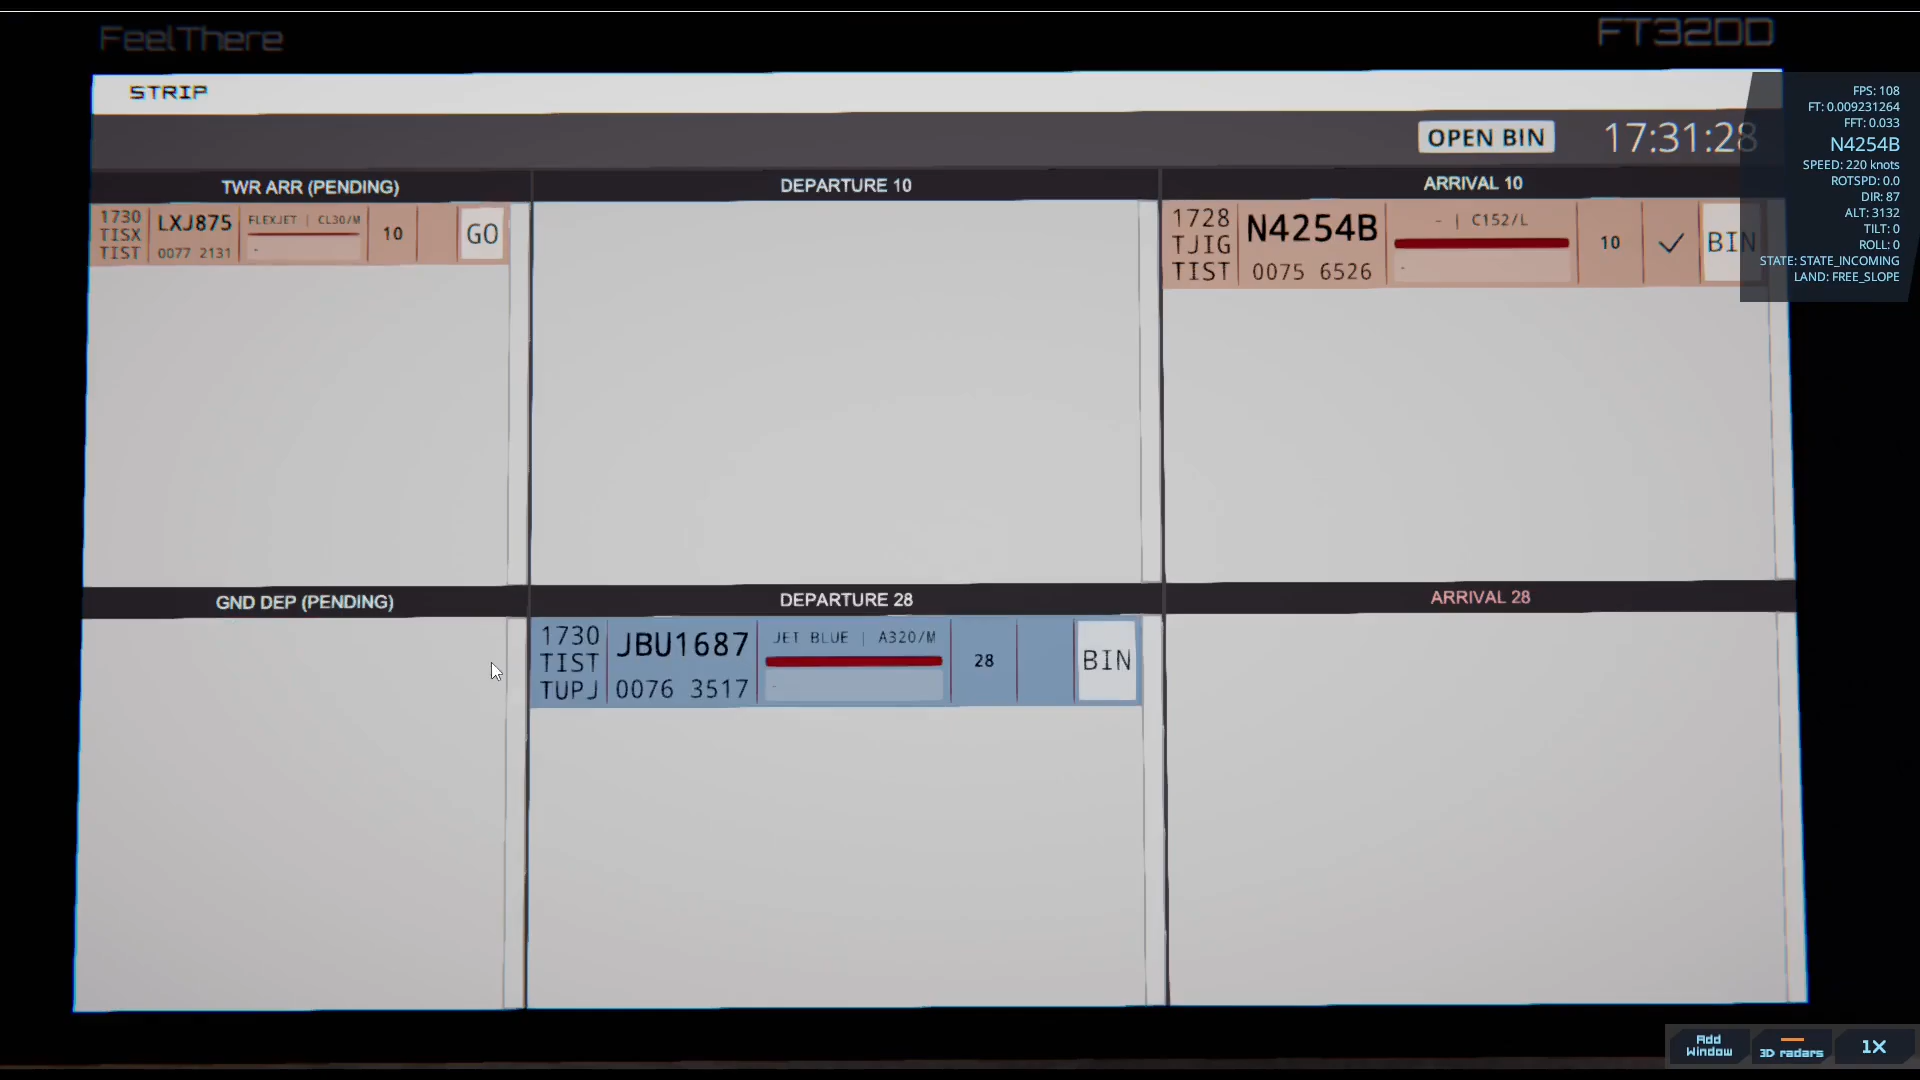 FeelThere
FT32DD
STRIP
OPEN BIN
17:31:28
FPS: 108
FT: 0.009231264
FFT: 0.033
N4254B
SPEED: 220 knots
ROTSPD: 0.0
DIR: 87
ALT: 3132
TILT: 0
ROLL: 0
STATE: STATE_INCOMING
LAND: FREE_SLOPE
TWR ARR (PENDING)
1730 LXJ875 FLEXJET | CL30/M 10 GO
TISX
TIST 0077 2131 -
DEPARTURE 10
ARRIVAL 10
1728 N4254B - | C152/L 10 ✓ BIN
TJIG
TIST 0075 6526 -
GND DEP (PENDING)
DEPARTURE 28
1730 JBU1687 JET BLUE | A320/M 28 BIN
TIST
TUPJ 0076 3517 -
ARRIVAL 28
Add Window
3D radars
1X